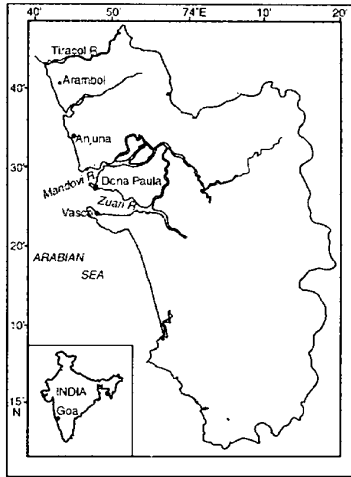 40' 50' 74°E 10' 20'
Tiracol R.
Arambol
40'
Anjuna
30'
Mandovi R.
Dona Paula
Zuari R.
Vasco
20'
ARABIAN
SEA
10'
INDIA
Goa
15°
N